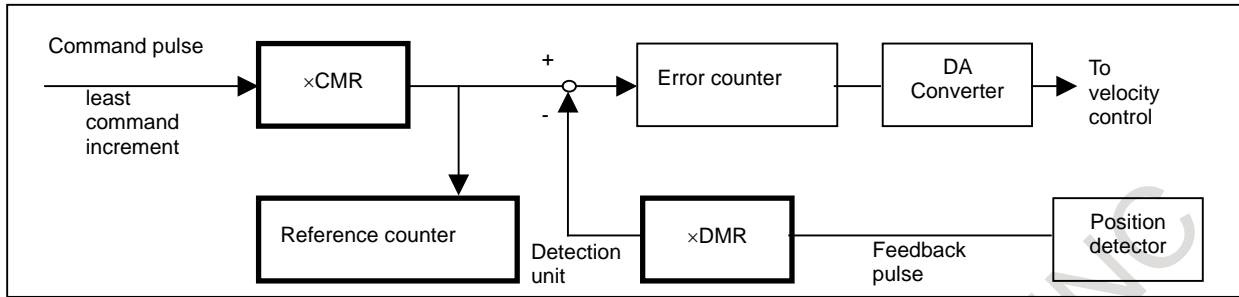 Command pulse
least
command
increment
×CMR
+
-
Error counter
DA
Converter
To
velocity
control
Reference counter
Detection
unit
×DMR
Feedback
pulse
Position
detector
NC